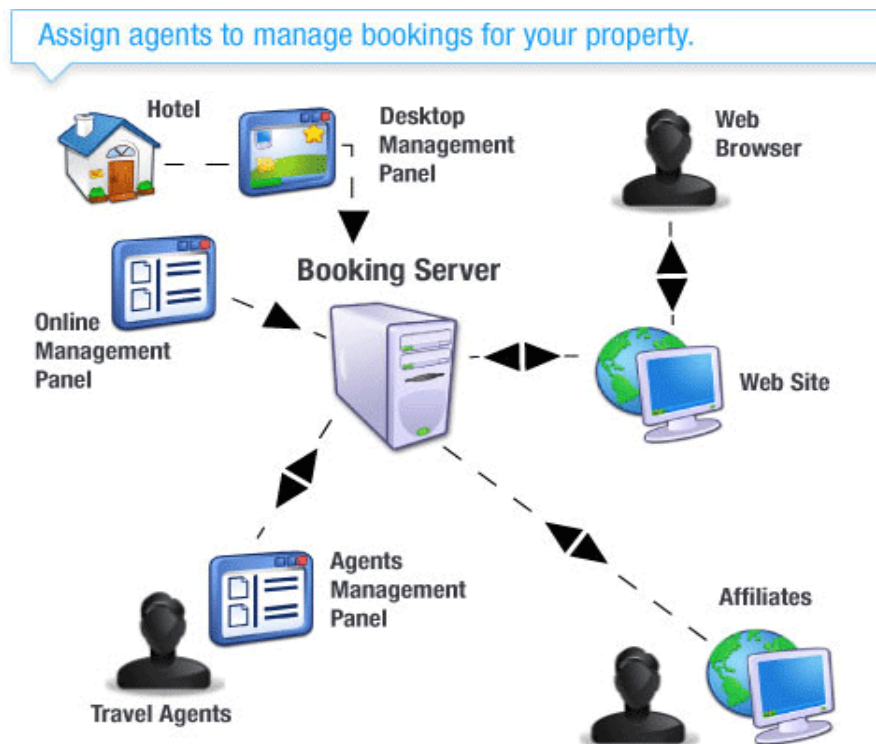 Assign agents to manage bookings for your property.
Hotel
Desktop
Management
Panel
Web
Browser
Booking Server
Online
Management
Panel
Web Site
Agents
Management
Panel
Affiliates
Travel Agents